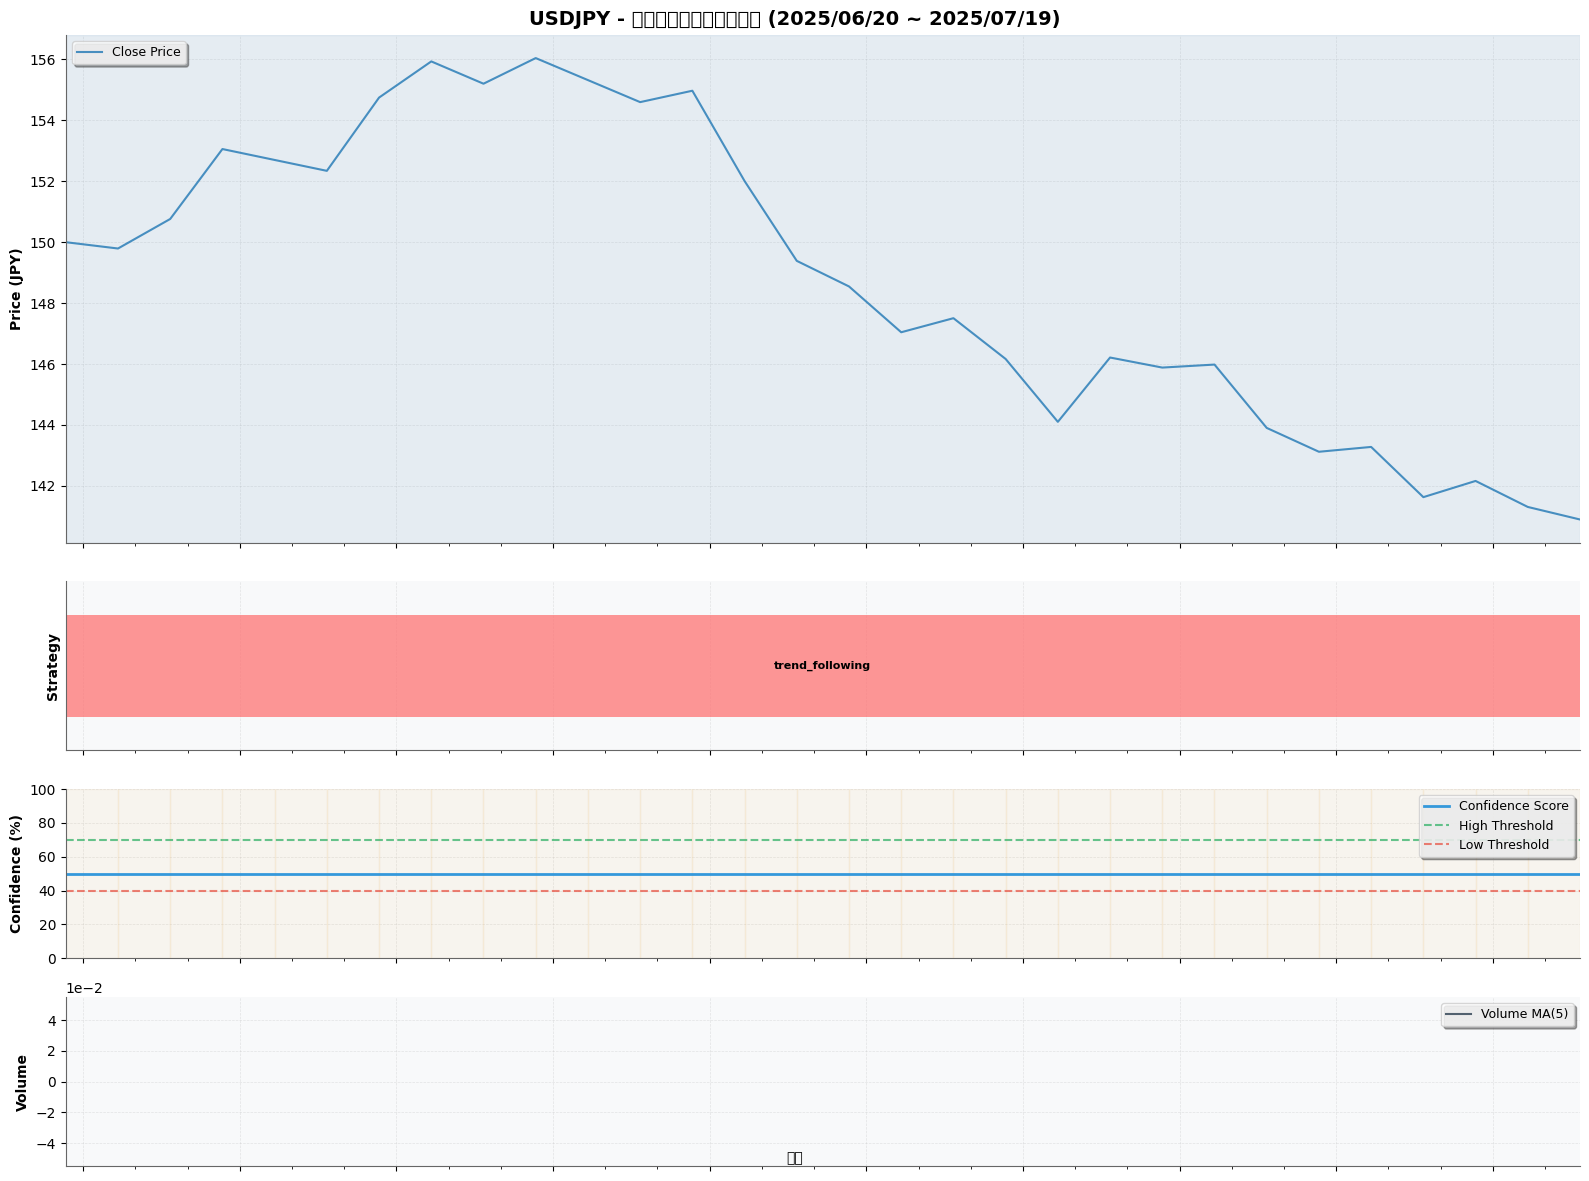 USDJPY - (2025/06/20 ~ 2025/07/19)
Close Price
Price (JPY)
156
154
152
150
148
146
144
142
Strategy
trend_following
Confidence (%)
100
80
60
40
20
0
Confidence Score
High Threshold
Low Threshold
1e−2
Volume
4
2
0
−2
−4
Volume MA(5)